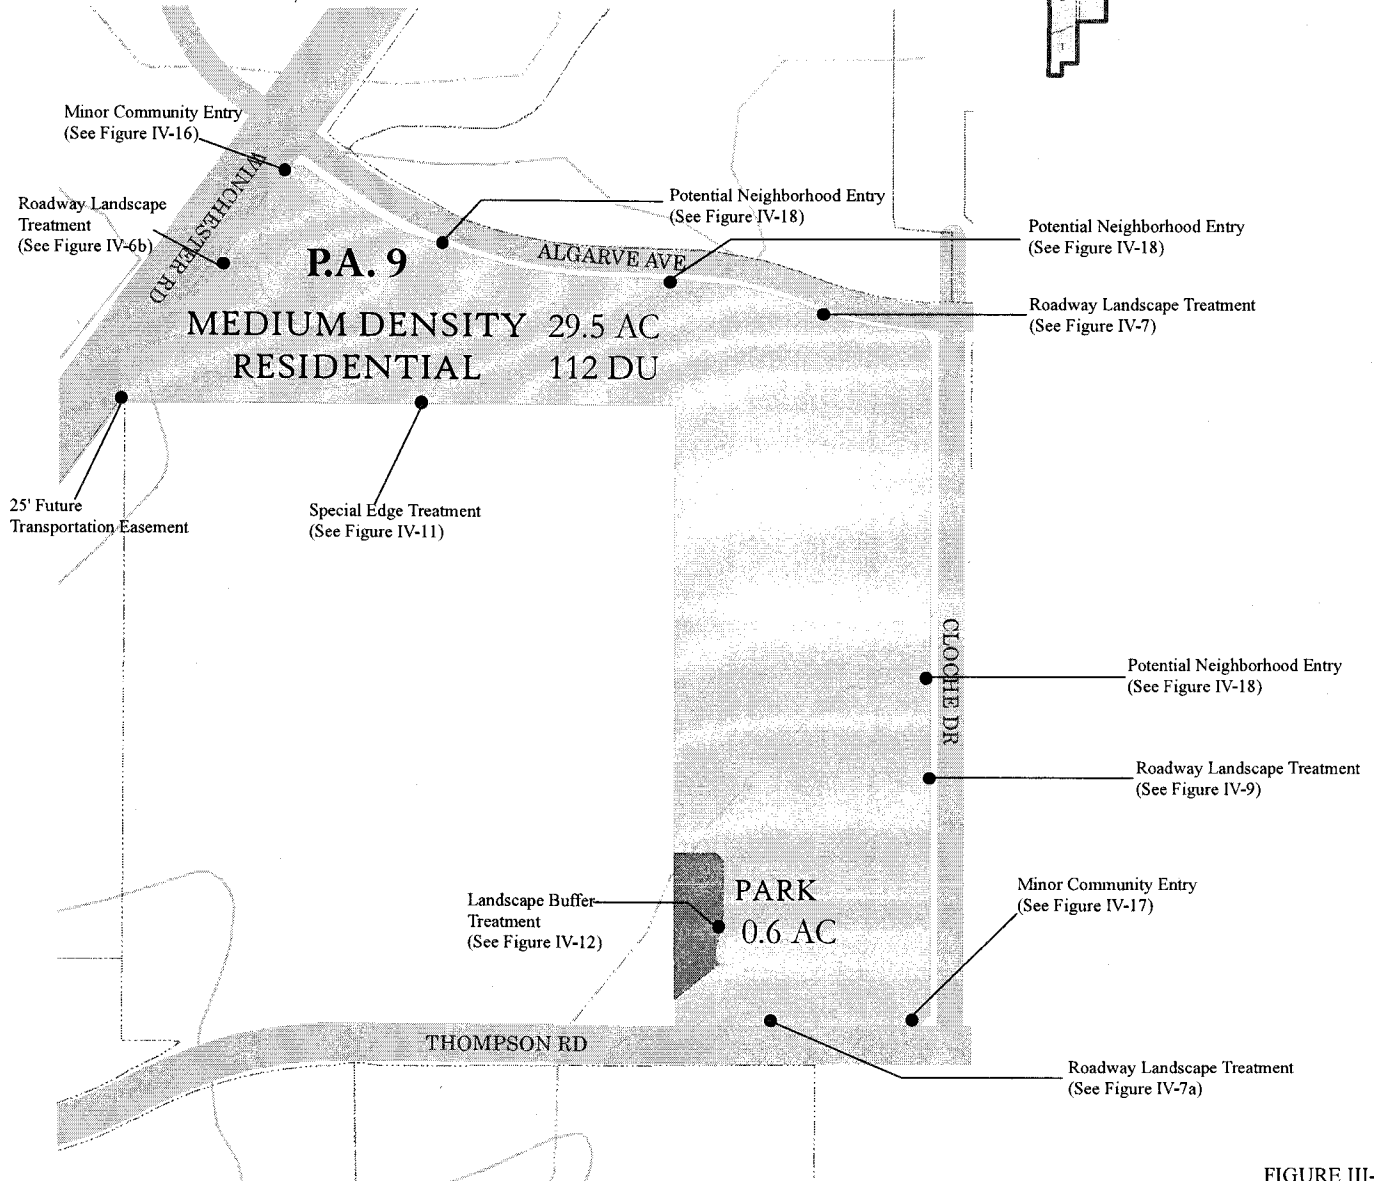 Minor Community Entry
(See Figure IV-16)
Roadway Landscape
Treatment
(See Figure IV-6b)
WINCHESTER RD
Potential Neighborhood Entry
(See Figure IV-18)
Potential Neighborhood Entry
(See Figure IV-18)
ALGARVE AVE
P.A. 9
Roadway Landscape Treatment
(See Figure IV-7)
MEDIUM DENSITY 29.5 AC
RESIDENTIAL 112 DU
25' Future
Transportation Easement
Special Edge Treatment
(See Figure IV-11)
CLOCHE DR
Potential Neighborhood Entry
(See Figure IV-18)
Roadway Landscape Treatment
(See Figure IV-9)
Landscape Buffer
Treatment
(See Figure IV-12)
PARK
0.6 AC
Minor Community Entry
(See Figure IV-17)
THOMPSON RD
Roadway Landscape Treatment
(See Figure IV-7a)
FIGURE III-